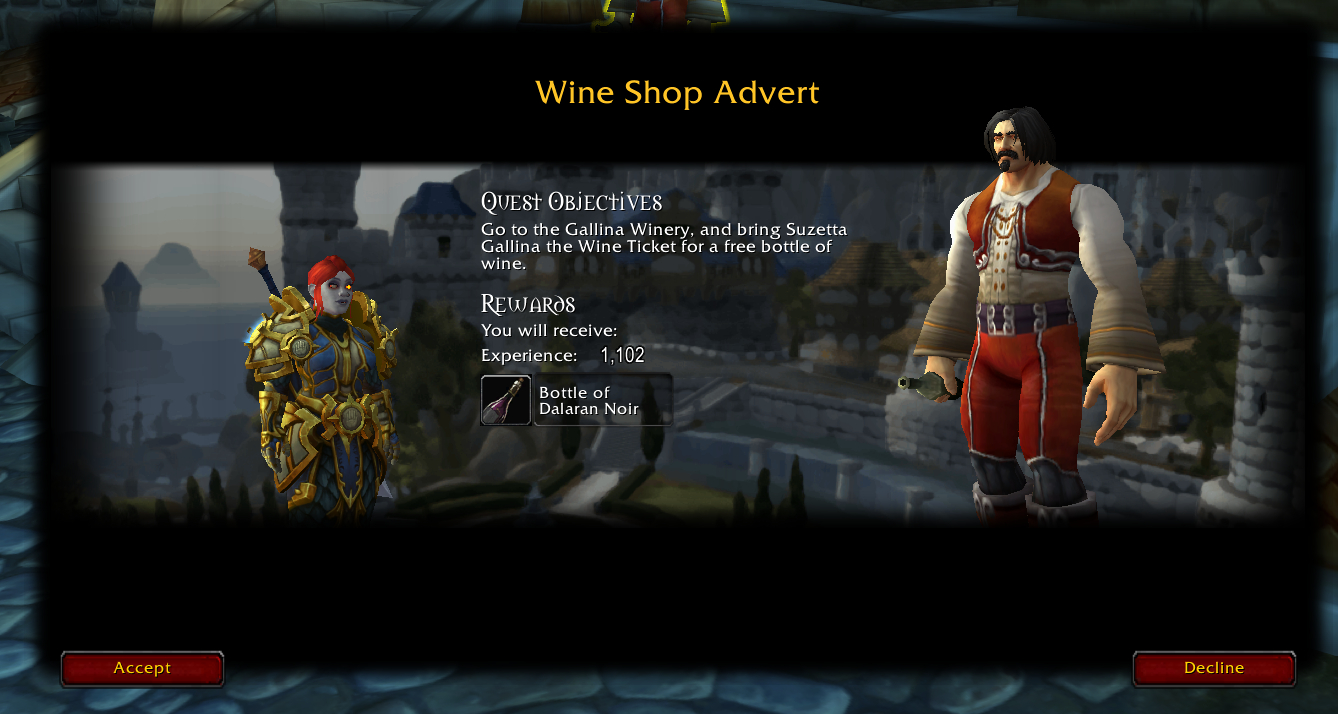 Wine Shop Advert
Quest Objectives
Go to the Gallina Winery, and bring Suzetta
Gallina the Wine Ticket for a free bottle of
wine.
Rewards
You will receive:
Experience: 1,102
Bottle of
Dalaran Noir
Accept
Decline